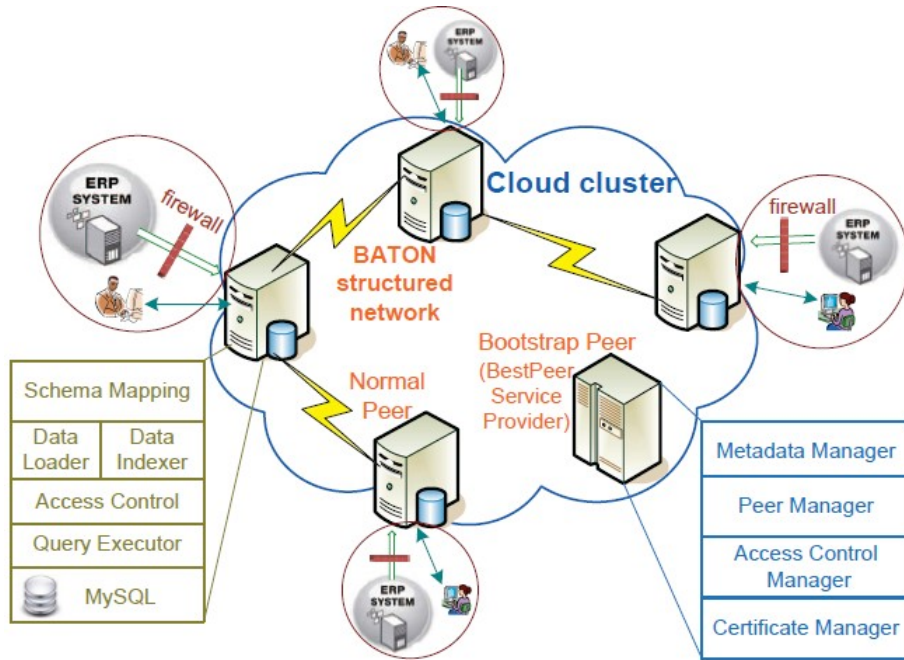 ERP
SYSTEM
Cloud cluster
ERP
SYSTEM
firewall
firewall
ERP
SYSTEM
BATON
structured
network
Bootstrap Peer
(BestPeer
Service
Provider)
Normal
Peer
Schema Mapping
Data
Loader
Data
Indexer
Access Control
Query Executor
MySQL
Metadata Manager
Peer Manager
Access Control
Manager
Certificate Manager
ERP
SYSTEM